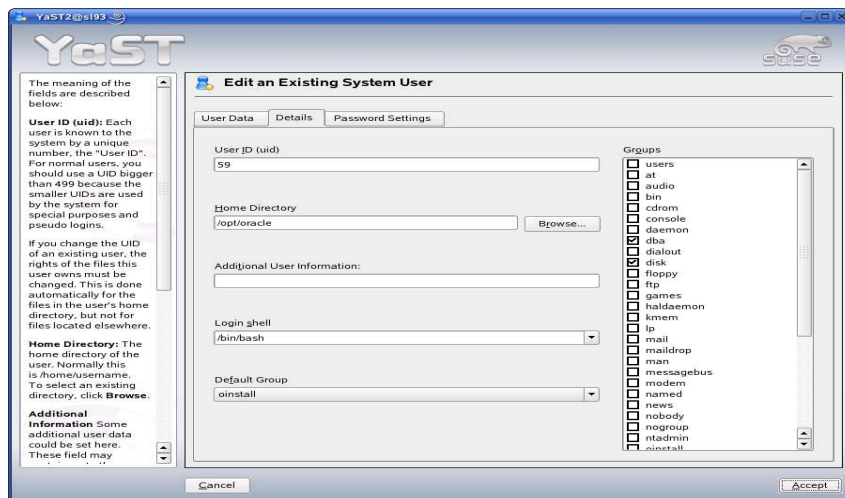 YaST2@sl93
YaST
suse
The meaning of the
fields are described
below:
User ID (uid): Each
user is known to the
system by a unique
number, the "User ID".
For normal users, you
should use a UID bigger
than 499 because the
smaller UIDs are used
by the system for
special purposes and
pseudo logins.
If you change the UID
of an existing user, the
rights of the files this
user owns must be
changed. This is done
automatically for the
files in the user's home
directory, but not for
files located elsewhere.
Home Directory: The
home directory of the
user. Normally this
is /home/username.
To select an existing
directory, click Browse.
Additional
Information Some
additional user data
could be set here.
These field may
Edit an Existing System User
User Data
Details
Password Settings
User ID (uid)
59
Home Directory
/opt/oracle
Browse...
Additional User Information:
Login shell
/bin/bash
Default Group
oinstall
Groups
users
at
audio
bin
cdrom
console
daemon
dba
dialout
disk
floppy
ftp
games
haldaemon
kmem
lp
mail
maildrop
man
messagebus
modem
named
news
nobody
nogroup
ntadmin
oinstall
Cancel
Accept